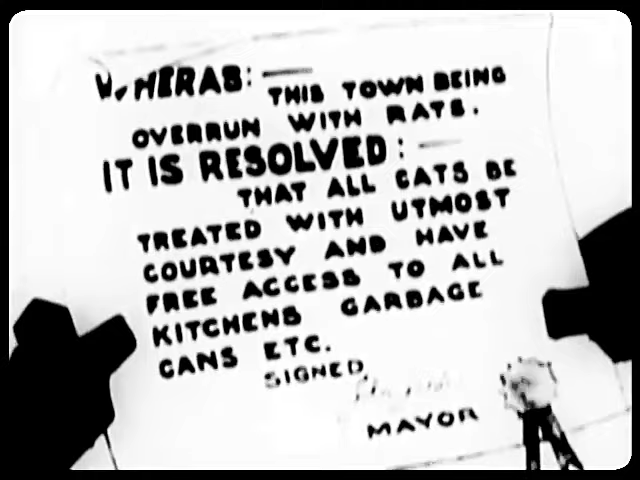 WHERAS: —
THIS TOWN BEING
OVERRUN WITH RATS.
IT IS RESOLVED: —
THAT ALL CATS BE
TREATED WITH UTMOST
COURTESY AND HAVE
FREE ACCESS TO ALL
KITCHENS GARBAGE
CANS ETC.
SIGNED,
MAYOR